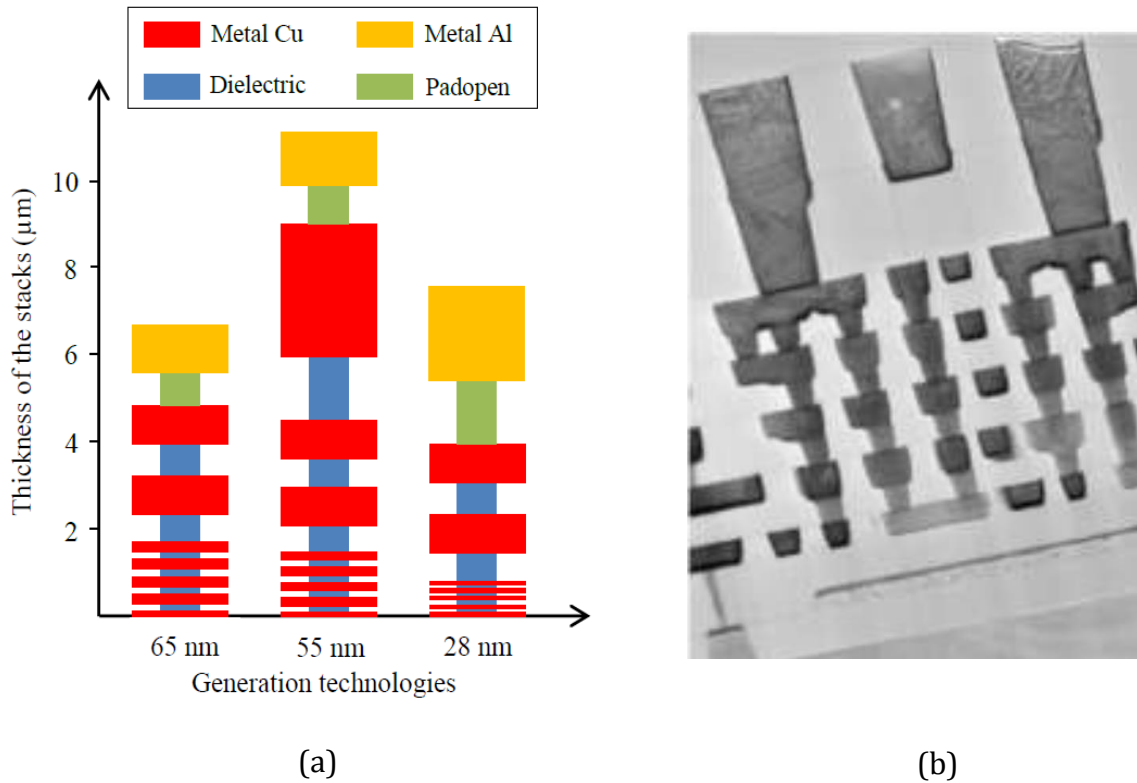 Metal Cu
Metal Al
Dielectric
Padopen
Thickness of the stacks (µm)
10
8
6
4
2
65 nm
55 nm
28 nm
Generation technologies
(a)
(b)